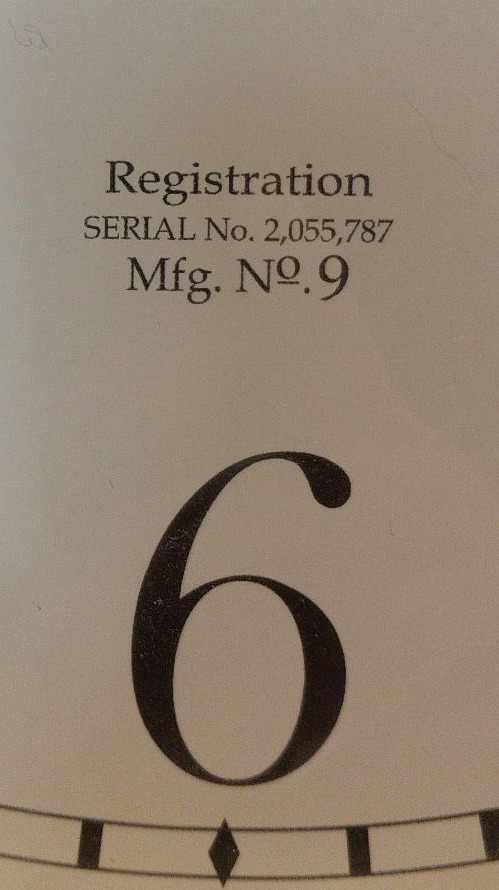 Registration
SERIAL No. 2,055,787
Mfg. Nº. 9
6